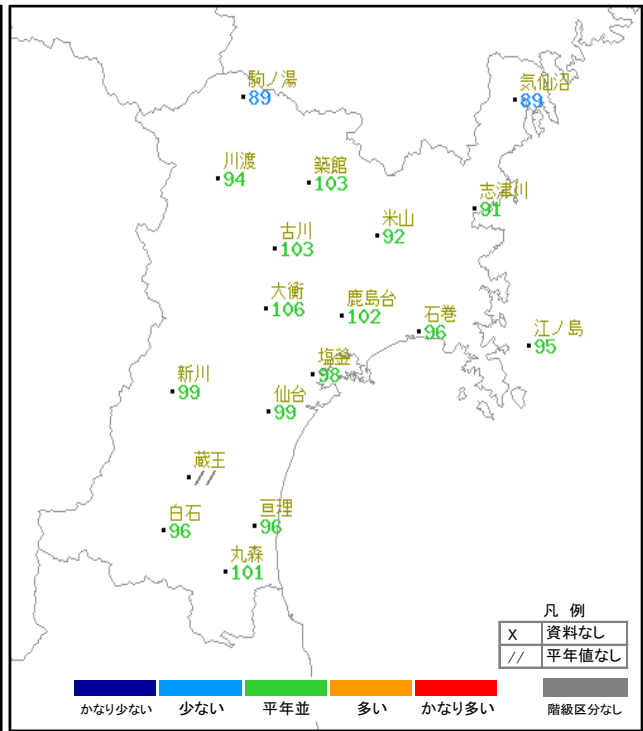 駒ノ湯
89
気仙沼
89
川渡
94
築館
103
志津川
91
米山
92
古川
103
大衡
106
鹿島台
102
石巻
96
江ノ島
95
塩釜
98
新川
99
仙台
99
蔵王
//
白石
96
亘理
96
丸森
101
凡 例
X 資料なし
// 平年値なし
かなり少ない 少ない 平年並 多い かなり多い 階級区分なし